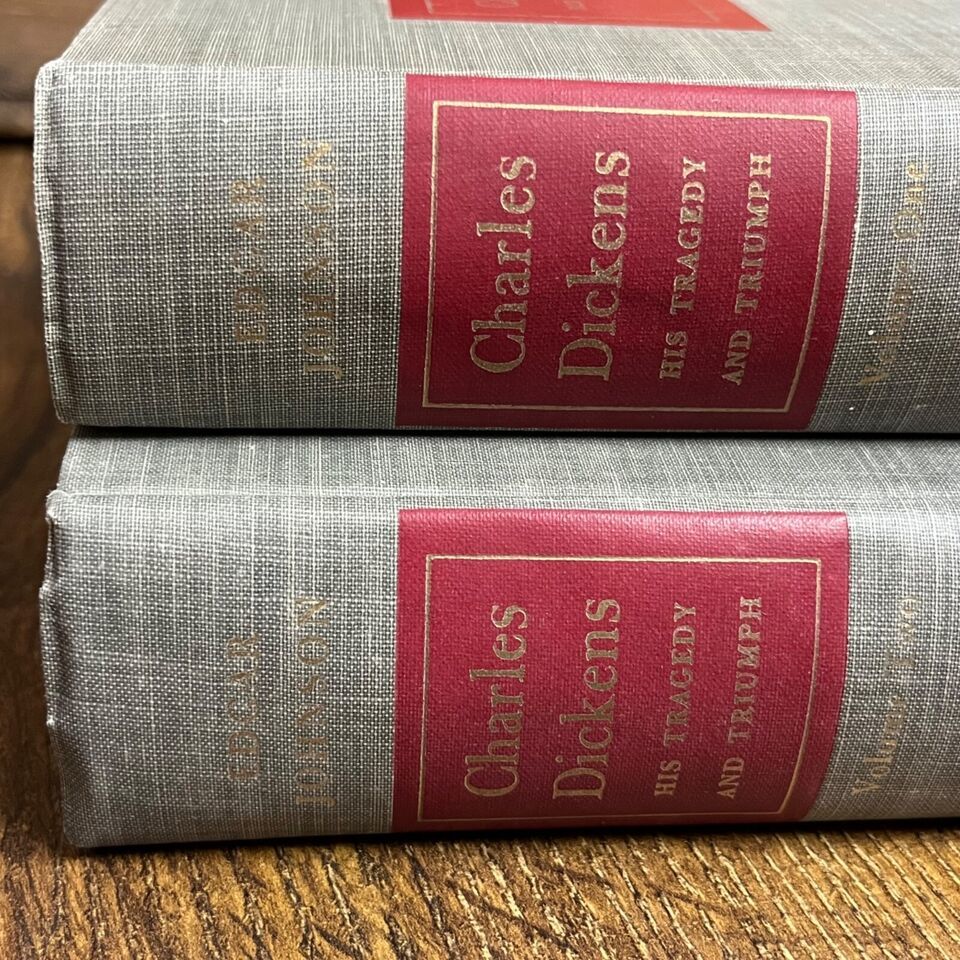 EDGAR
JOHNSON
Charles
Dickens
HIS TRAGEDY
AND TRIUMPH
Volume One
EDGAR
JOHNSON
Charles
Dickens
HIS TRAGEDY
AND TRIUMPH
Volume Two